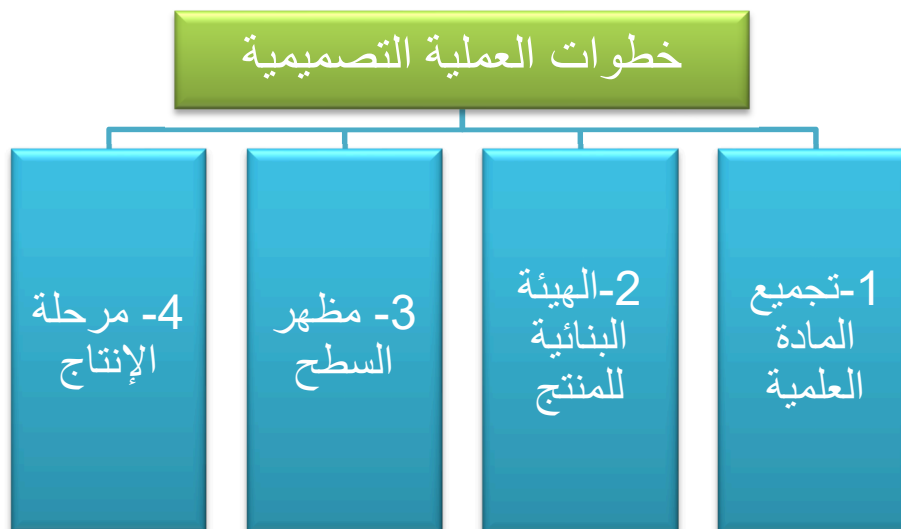 خطوات العملية التصميمية
1-تجميع
المادة
العلمية
2-الهيئة
البنائية
للمنتج
3- مظهر
السطح
4- مرحلة
الإنتاج